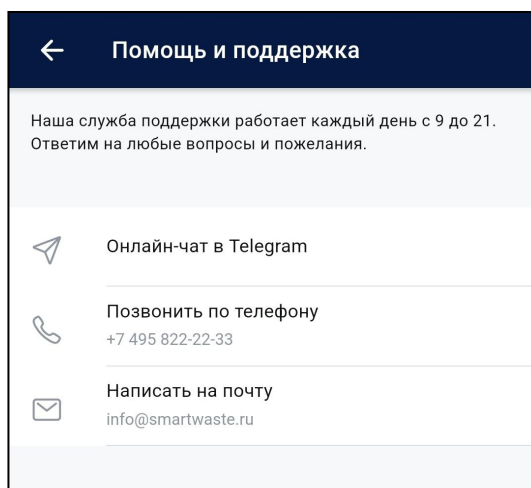 Помощь и поддержка
Наша служба поддержки работает каждый день с 9 до 21.
Ответим на любые вопросы и пожелания.
Онлайн-чат в Telegram
Позвонить по телефону
+7 495 822-22-33
Написать на почту
info@smartwaste.ru